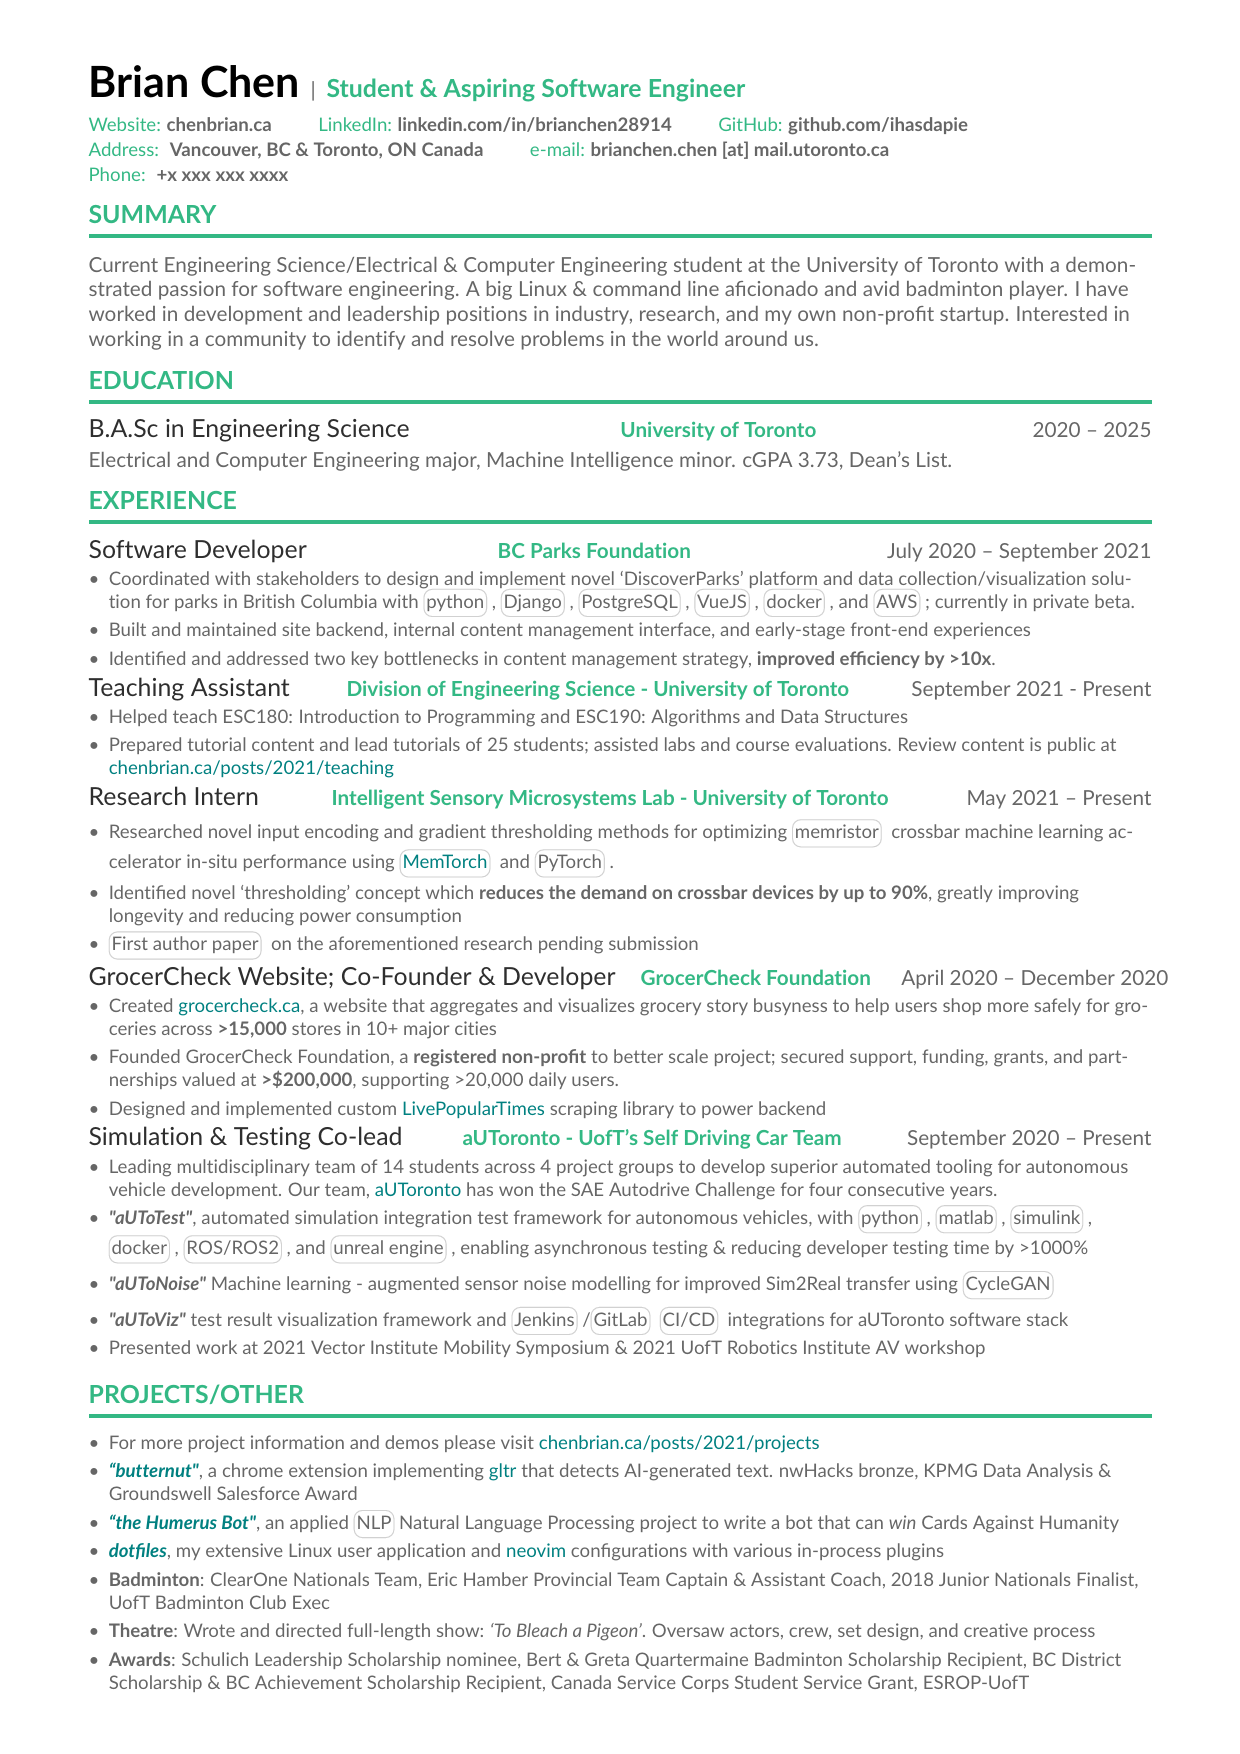 Brian Chen | Student & Aspiring Software Engineer
Website: chenbrian.ca LinkedIn: linkedin.com/in/brianchen28914 GitHub: github.com/ihasdapie
Address: Vancouver, BC & Toronto, ON Canada e-mail: brianchen.chen [at] mail.utoronto.ca
Phone: +x xxx xxx xxxx
SUMMARY
Current Engineering Science/Electrical & Computer Engineering student at the University of Toronto with a demon-
strated passion for software engineering. A big Linux & command line aficionado and avid badminton player. I have
worked in development and leadership positions in industry, research, and my own non-profit startup. Interested in
working in a community to identify and resolve problems in the world around us.
EDUCATION
B.A.Sc in Engineering Science University of Toronto 2020 – 2025
Electrical and Computer Engineering major, Machine Intelligence minor. cGPA 3.73, Dean's List.
EXPERIENCE
Software Developer BC Parks Foundation July 2020 – September 2021
• Coordinated with stakeholders to design and implement novel ‘DiscoverParks’ platform and data collection/visualization solu-
tion for parks in British Columbia with python , Django , PostgreSQL , VueJS , docker , and AWS ; currently in private beta.
• Built and maintained site backend, internal content management interface, and early-stage front-end experiences
• Identified and addressed two key bottlenecks in content management strategy, improved efficiency by >10x.
Teaching Assistant Division of Engineering Science - University of Toronto September 2021 - Present
• Helped teach ESC180: Introduction to Programming and ESC190: Algorithms and Data Structures
• Prepared tutorial content and lead tutorials of 25 students; assisted labs and course evaluations. Review content is public at
chenbrian.ca/posts/2021/teaching
Research Intern Intelligent Sensory Microsystems Lab - University of Toronto May 2021 – Present
• Researched novel input encoding and gradient thresholding methods for optimizing memristor crossbar machine learning ac-
celerator in-situ performance using MemTorch and PyTorch .
• Identified novel ‘thresholding’ concept which reduces the demand on crossbar devices by up to 90%, greatly improving
longevity and reducing power consumption
• First author paper on the aforementioned research pending submission
GrocerCheck Website; Co-Founder & Developer GrocerCheck Foundation April 2020 – December 2020
• Created grocercheck.ca, a website that aggregates and visualizes grocery story busyness to help users shop more safely for gro-
ceries across >15,000 stores in 10+ major cities
• Founded GrocerCheck Foundation, a registered non-profit to better scale project; secured support, funding, grants, and part-
nerships valued at >$200,000, supporting >20,000 daily users.
• Designed and implemented custom LivePopularTimes scraping library to power backend
Simulation & Testing Co-lead aUToronto - UofT's Self Driving Car Team September 2020 – Present
• Leading multidisciplinary team of 14 students across 4 project groups to develop superior automated tooling for autonomous
vehicle development. Our team, aUToronto has won the SAE Autodrive Challenge for four consecutive years.
• "aUToTest", automated simulation integration test framework for autonomous vehicles, with python , matlab , simulink ,
docker , ROS/ROS2 , and unreal engine , enabling asynchronous testing & reducing developer testing time by >1000%
• "aUToNoise" Machine learning - augmented sensor noise modelling for improved Sim2Real transfer using CycleGAN
• "aUToViz" test result visualization framework and Jenkins /GitLab CI/CD integrations for aUToronto software stack
• Presented work at 2021 Vector Institute Mobility Symposium & 2021 UofT Robotics Institute AV workshop
PROJECTS/OTHER
• For more project information and demos please visit chenbrian.ca/posts/2021/projects
• “butternut", a chrome extension implementing gltr that detects AI-generated text. nwHacks bronze, KPMG Data Analysis &
Groundswell Salesforce Award
• “the Humerus Bot", an applied NLP Natural Language Processing project to write a bot that can win Cards Against Humanity
• dotfiles, my extensive Linux user application and neovim configurations with various in-process plugins
• Badminton: ClearOne Nationals Team, Eric Hamber Provincial Team Captain & Assistant Coach, 2018 Junior Nationals Finalist,
UofT Badminton Club Exec
• Theatre: Wrote and directed full-length show: ‘To Bleach a Pigeon’. Oversaw actors, crew, set design, and creative process
• Awards: Schulich Leadership Scholarship nominee, Bert & Greta Quartermaine Badminton Scholarship Recipient, BC District
Scholarship & BC Achievement Scholarship Recipient, Canada Service Corps Student Service Grant, ESROP-UofT